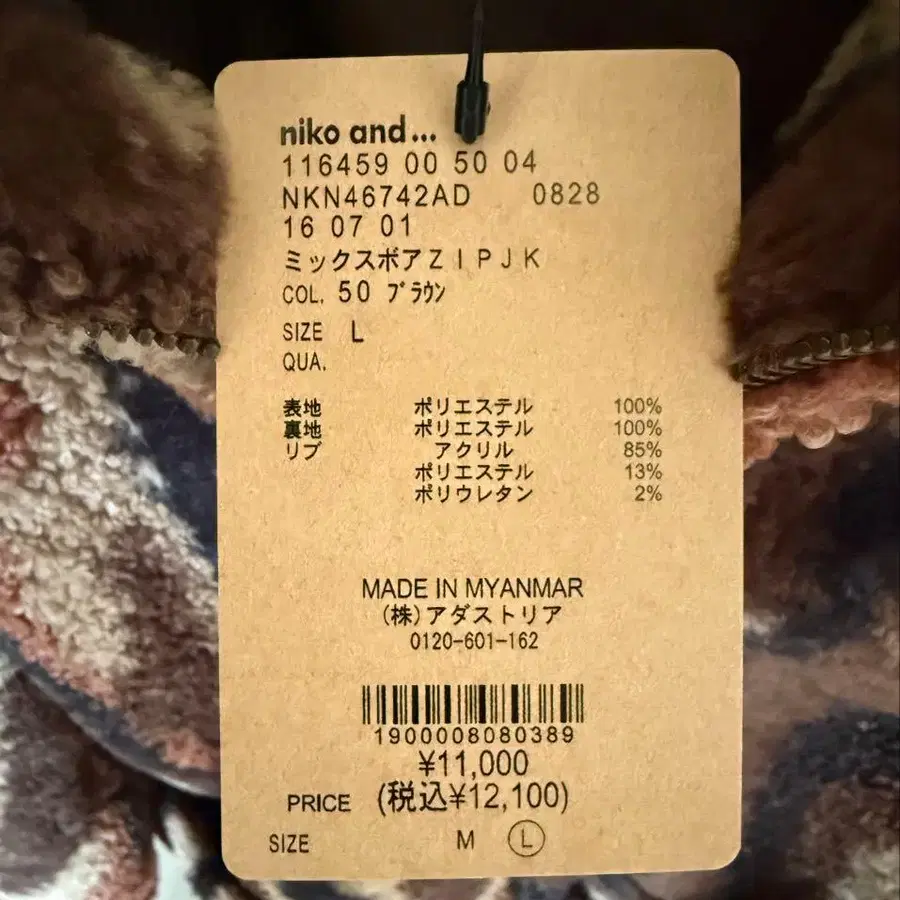 niko and...
116459 00 50 04
NKN46742AD 0828
16 07 01
ミックスボアＺＩＰＪＫ
COL. 50 ﾌﾞﾗｳﾝ
SIZE L
QUA.
表地 ポリエステル 100%
裏地 ポリエステル 100%
リブ アクリル 85%
ポリエステル 13%
ポリウレタン 2%
MADE IN MYANMAR
(株)アダストリア
0120-601-162
1900008080389
¥11,000
PRICE (税込¥12,100)
SIZE M L